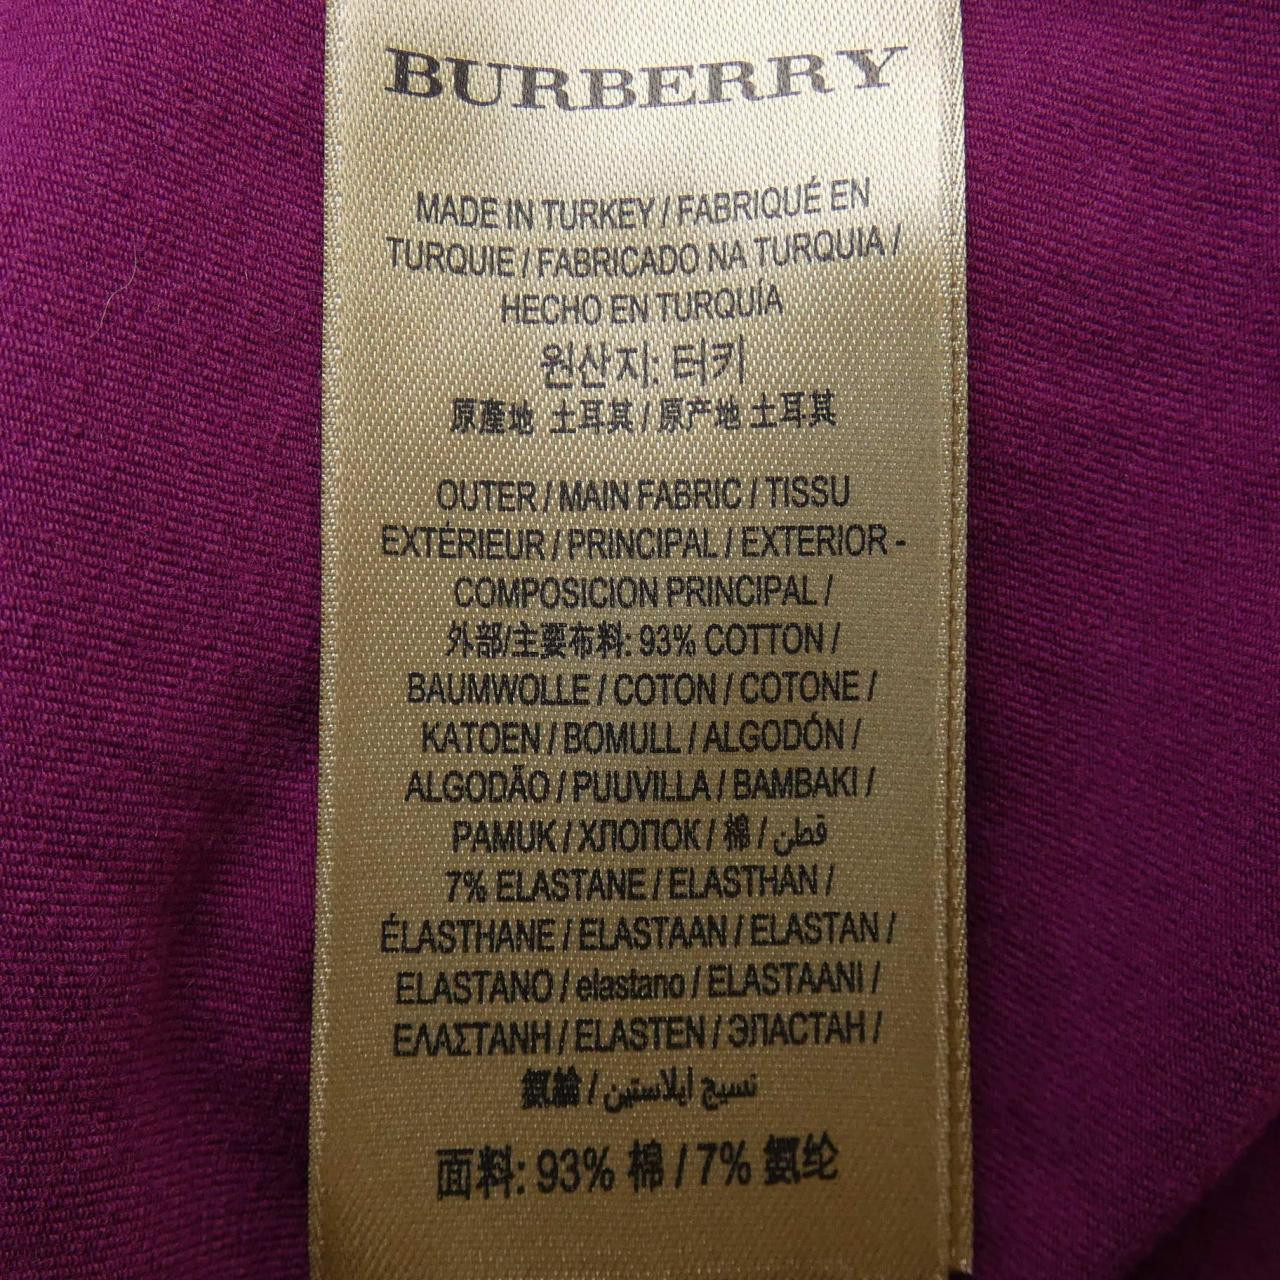 BURBERRY
MADE IN TURKEY / FABRIQUÉ EN
TURQUIE / FABRICADO NA TURQUIA /
HECHO EN TURQUÍA
원산지: 터키
原產地 土耳其 / 原产地 土耳其
OUTER / MAIN FABRIC / TISSU
EXTÉRIEUR / PRINCIPAL / EXTERIOR -
COMPOSICION PRINCIPAL /
外部/主要布料: 93% COTTON /
BAUMWOLLE / COTON / COTONE /
KATOEN / BOMULL / ALGODÓN /
ALGODÃO / PUUVILLA / BAMBAKI /
PAMUK / ХЛОПОК / 棉 / قطن
7% ELASTANE / ELASTHAN /
ÉLASTHANE / ELASTAAN / ELASTAN /
ELASTANO / elastano / ELASTAANI /
ΕΛΑΣΤΑΝΗ / ELASTEN / ЭЛАСТАН /
氨綸 / نسيج إيلاستين
面料: 93% 棉 / 7% 氨纶